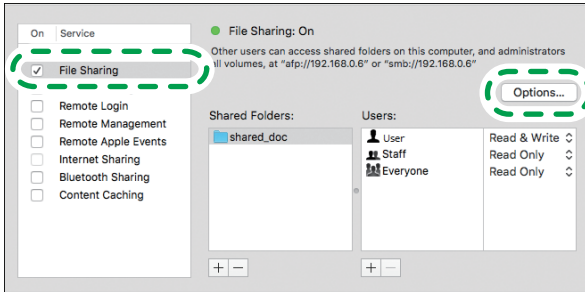 On Service
File Sharing: On
Other users can access shared folders on this computer, and administrators
all volumes, at “afp://192.168.0.6” or “smb://192.168.0.6”
File Sharing
Options...
Remote Login
Remote Management
Remote Apple Events
Internet Sharing
Bluetooth Sharing
Content Caching
Shared Folders:
shared_doc
Users:
User Read & Write
Staff Read Only
Everyone Read Only
+ −
+ −